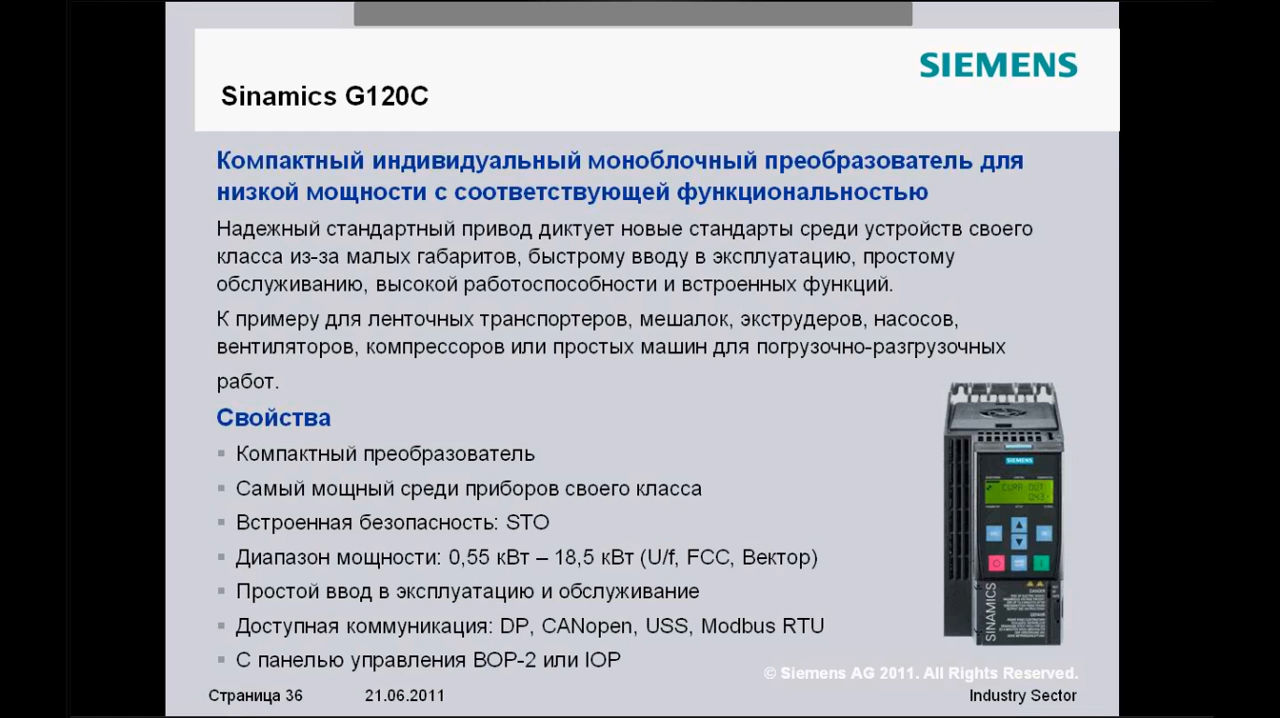 SIEMENS
Sinamics G120C
Компактный индивидуальный моноблочный преобразователь для
низкой мощности с соответствующей функциональностью
Надежный стандартный привод диктует новые стандарты среди устройств своего
класса из-за малых габаритов, быстрому вводу в эксплуатацию, простому
обслуживанию, высокой работоспособности и встроенных функций.
К примеру для ленточных транспортеров, мешалок, экструдеров, насосов,
вентиляторов, компрессоров или простых машин для погрузочно-разгрузочных
работ.
Свойства
Компактный преобразователь
Самый мощный среди приборов своего класса
Встроенная безопасность: STO
Диапазон мощности: 0,55 кВт – 18,5 кВт (U/f, FCC, Вектор)
Простой ввод в эксплуатацию и обслуживание
Доступная коммуникация: DP, CANopen, USS, Modbus RTU
С панелью управления BOP-2 или IOP
SIEMENS
SINAMICS
© Siemens AG 2011. All Rights Reserved.
Страница 36 21.06.2011 Industry Sector